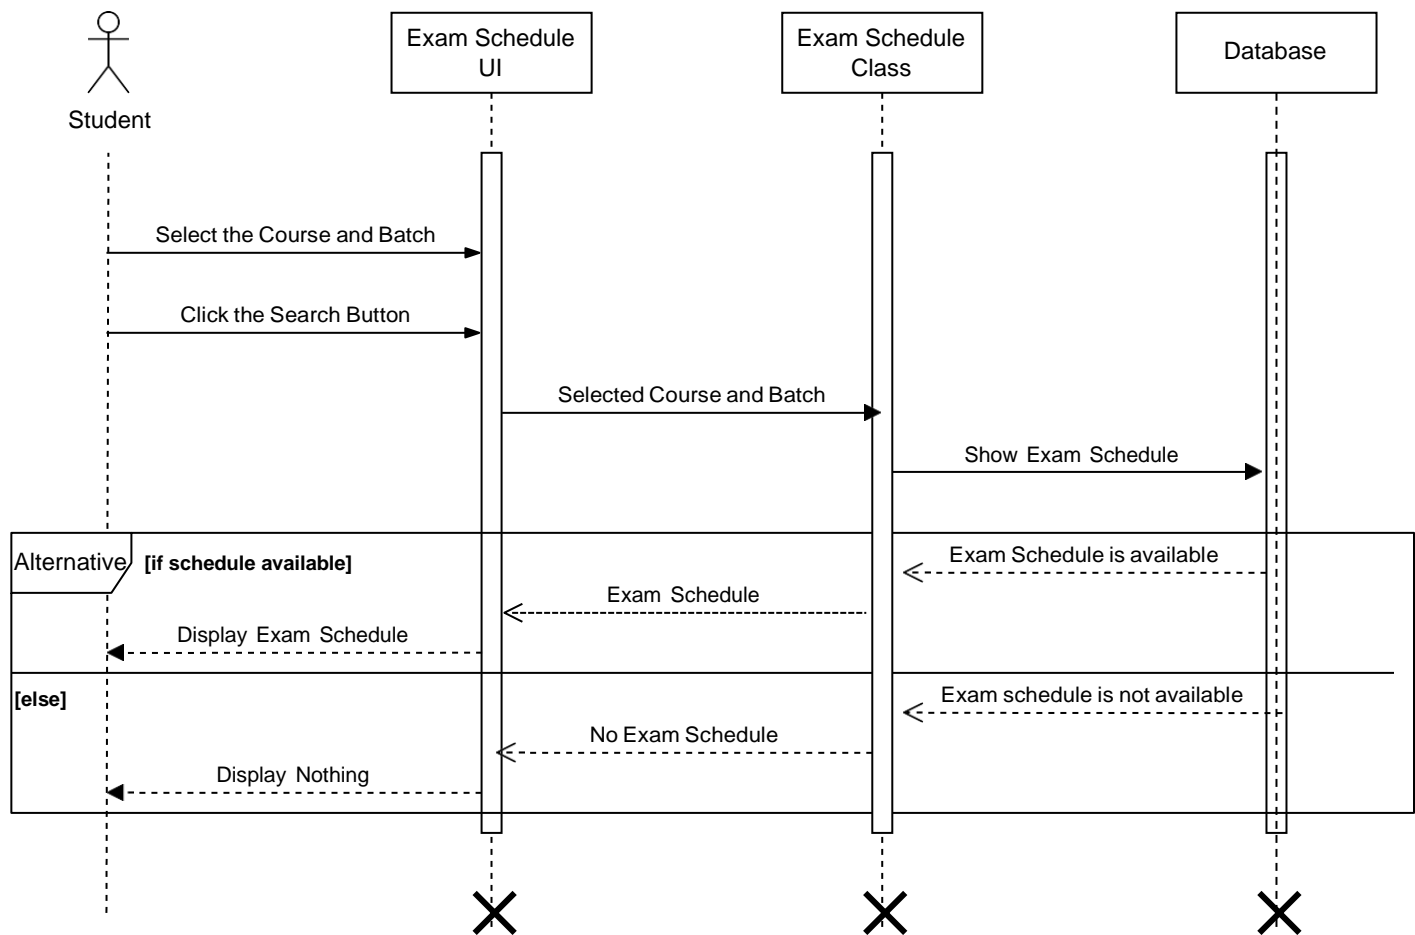 Exam Schedule
UI
Exam Schedule
Class
Database
Student
Select the Course and Batch
Click the Search Button
Selected Course and Batch
Show Exam Schedule
Alternative
[if schedule available]
Exam Schedule is available
Exam Schedule
Display Exam Schedule
[else]
Exam schedule is not available
No Exam Schedule
Display Nothing